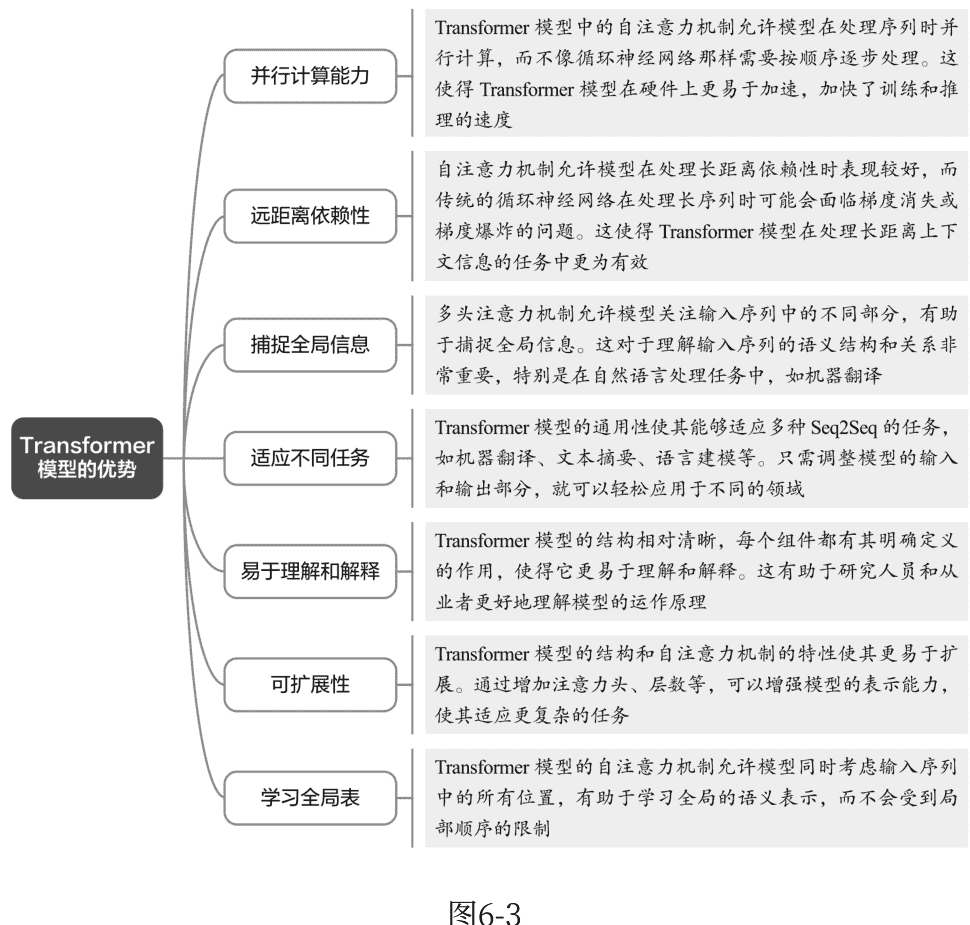 Transformer
模型的优势
并行计算能力
Transformer 模型中的自注意力机制允许模型在处理序列时并
行计算，而不像循环神经网络那样需要按顺序逐步处理。这
使得 Transformer 模型在硬件上更易于加速，加快了训练和推
理的速度
远距离依赖性
自注意力机制允许模型在处理长距离依赖性时表现较好，而
传统的循环神经网络在处理长序列时可能会面临梯度消失或
梯度爆炸的问题。这使得 Transformer 模型在处理长距离上下
文信息的任务中更为有效
捕捉全局信息
多头注意力机制允许模型关注输入序列中的不同部分，有助
于捕捉全局信息。这对于理解输入序列的语义结构和关系非
常重要，特别是在自然语言处理任务中，如机器翻译
适应不同任务
Transformer 模型的通用性使其能够适应多种 Seq2Seq 的任务，
如机器翻译、文本摘要、语言建模等。只需调整模型的输入
和输出部分，就可以轻松应用于不同的领域
易于理解和解释
Transformer 模型的结构相对清晰，每个组件都有其明确定义
的作用，使得它更易于理解和解释。这有助于研究人员和从
业者更好地理解模型的运作原理
可扩展性
Transformer 模型的结构和自注意力机制的特性使其更易于扩
展。通过增加注意力头、层数等，可以增强模型的表示能力，
使其适应更复杂的任务
学习全局表
Transformer 模型的自注意力机制允许模型同时考虑输入序列
中的所有位置，有助于学习全局的语义表示，而不会受到局
部顺序的限制
图6-3